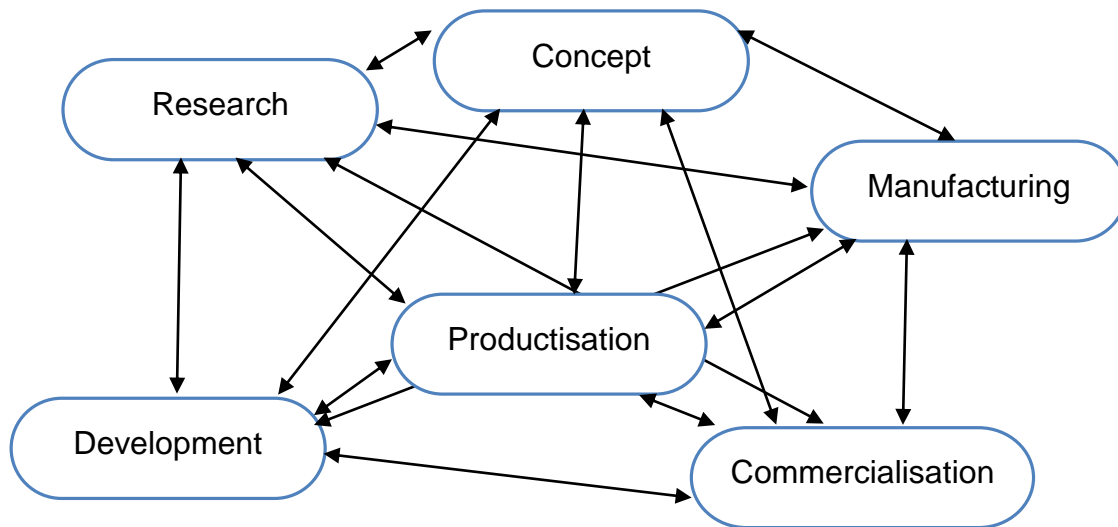 Concept
Research
Manufacturing
Productisation
Development
Commercialisation